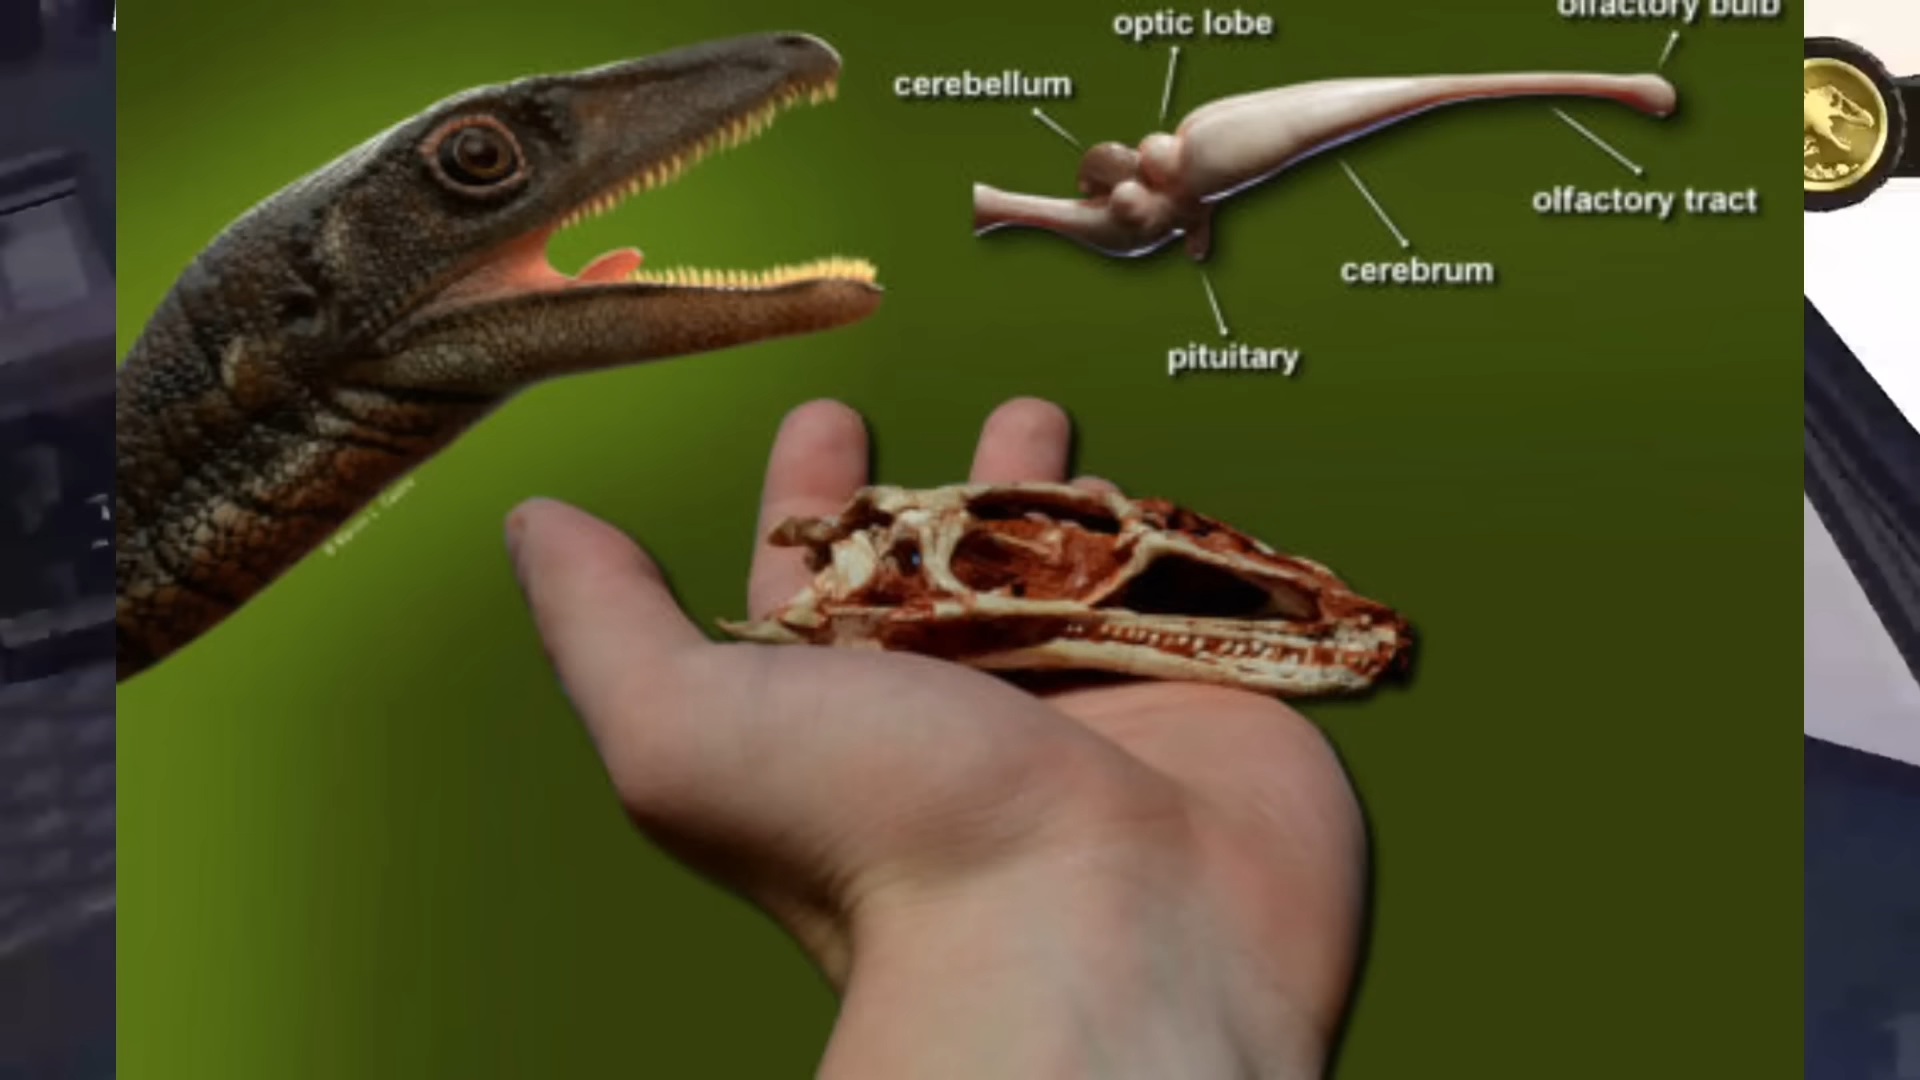 optic lobe
olfactory bulb
cerebellum
olfactory tract
cerebrum
pituitary